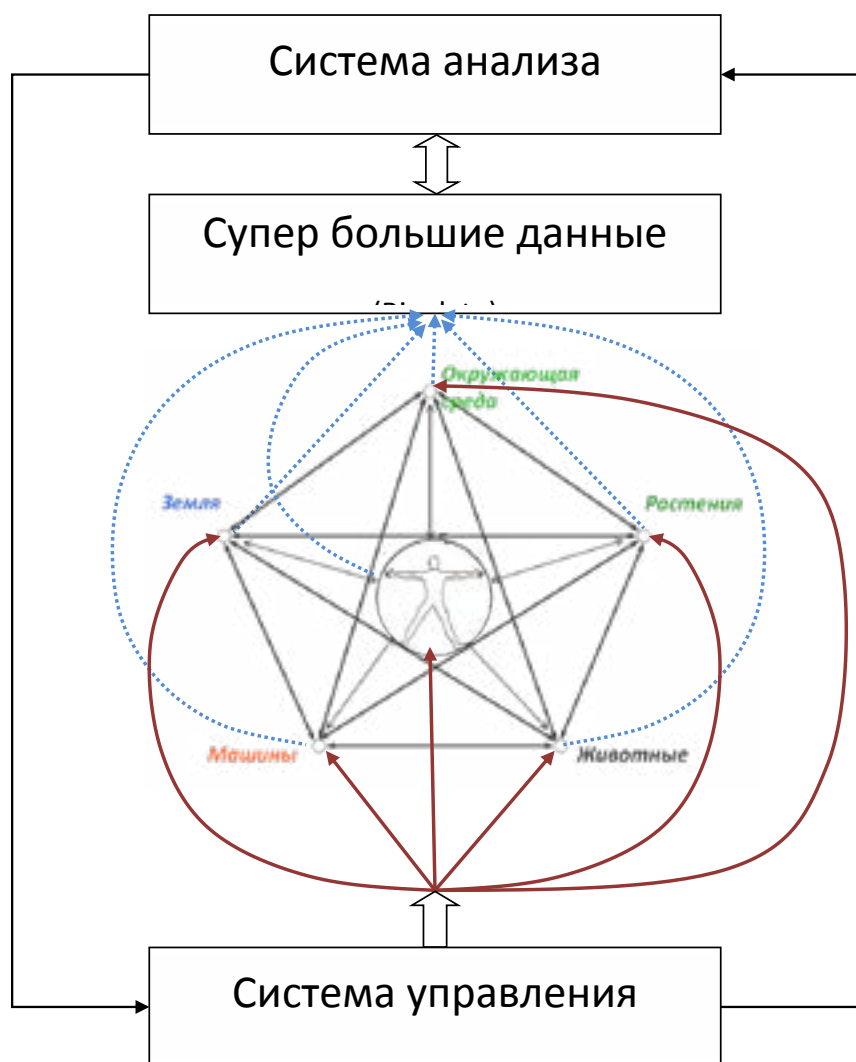 Система анализа
Супер большие данные
Окружающая
среда
Земля
Растения
Машины
Животные
Система управления